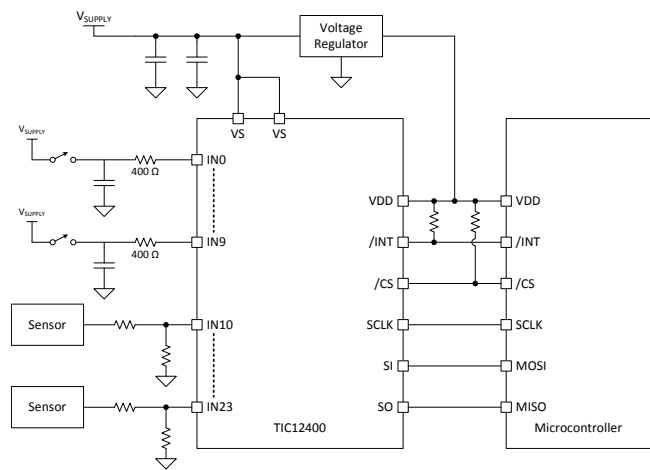 VSUPPLY
Voltage
Regulator
VS VS
VSUPPLY
IN0
400 Ω
VDD VDD
VSUPPLY
/INT /INT
IN9
400 Ω
/CS /CS
Sensor
IN10
SCLK SCLK
SI MOSI
Sensor
IN23
SO MISO
TIC12400
Microcontroller